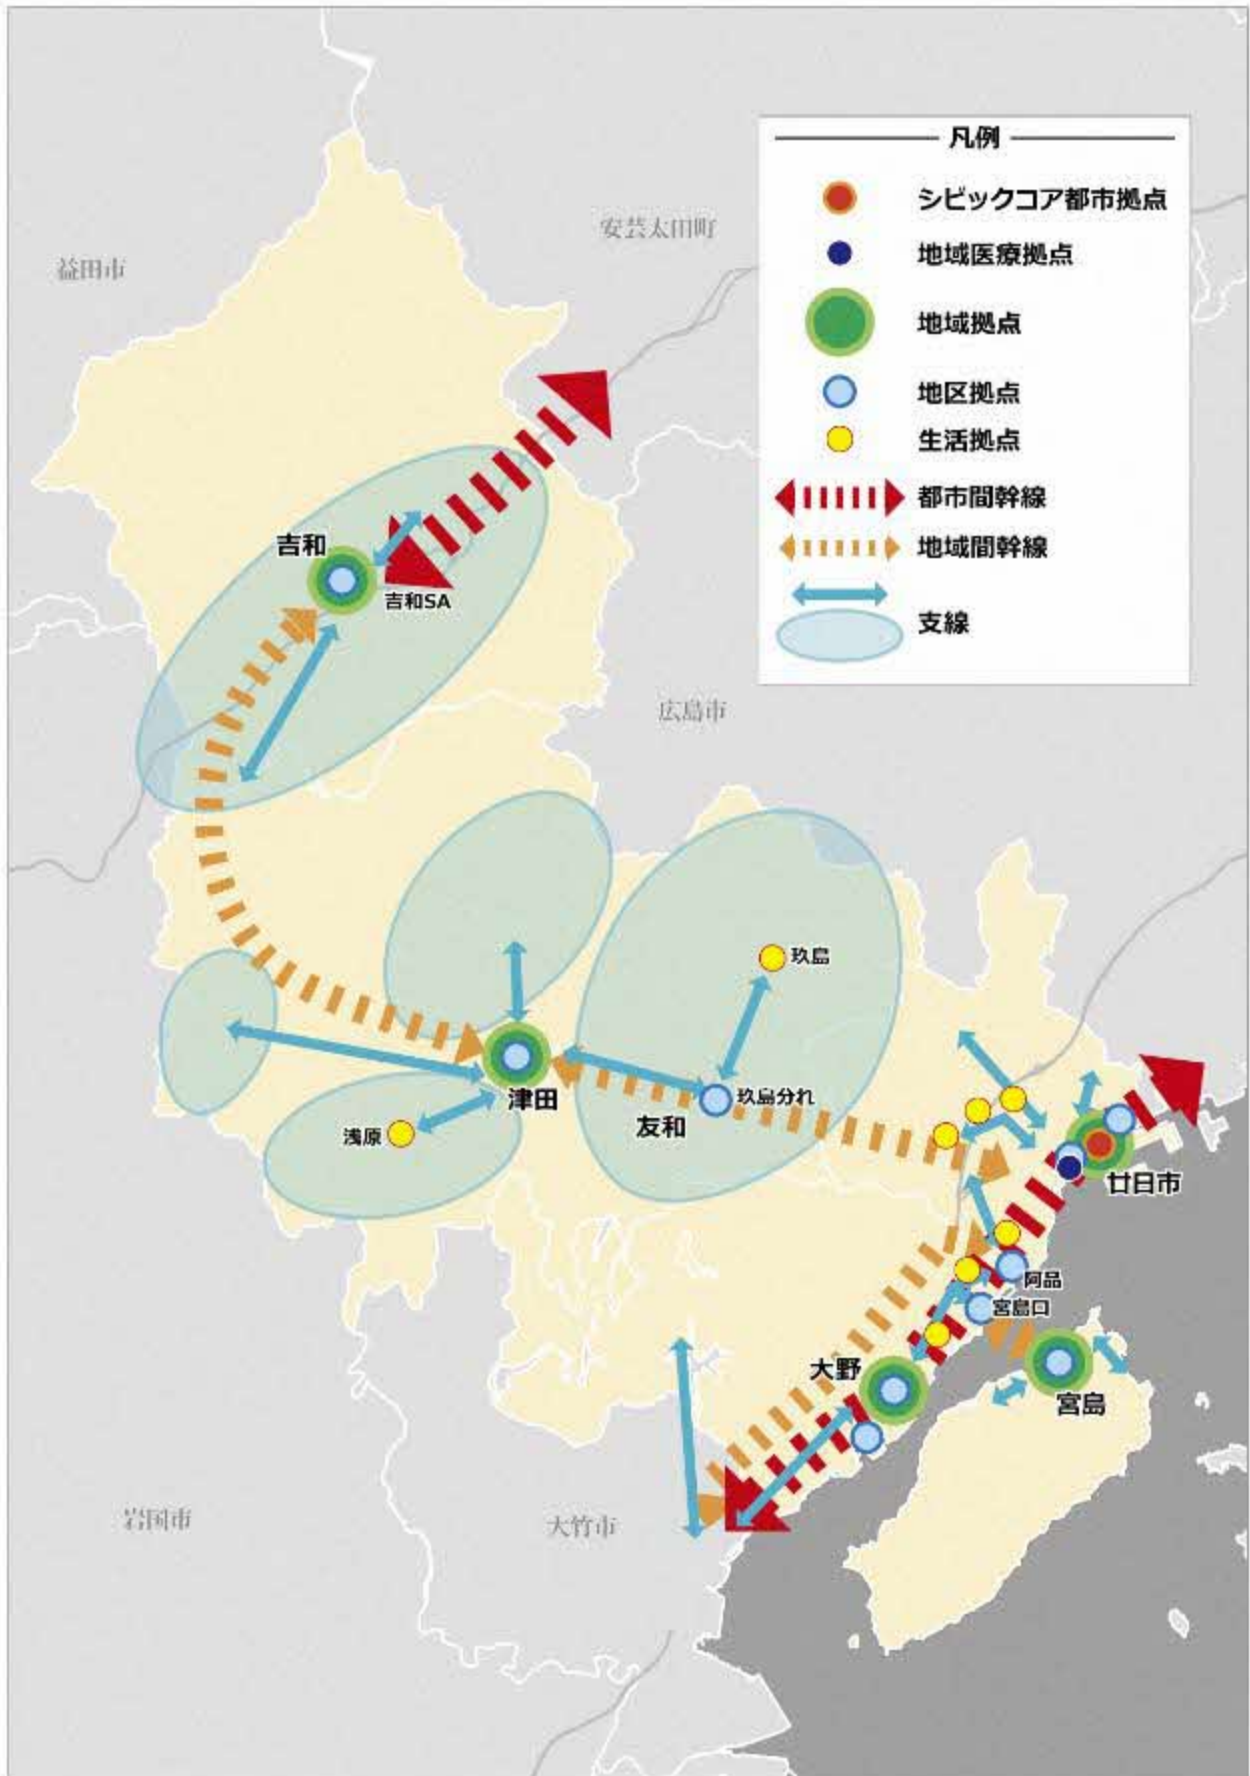 凡例
シビックコア都市拠点
地域医療拠点
地域拠点
地区拠点
生活拠点
都市間幹線
地域間幹線
支線
安芸太田町
益田市
吉和
吉和SA
広島市
玖島
津田
玖島分れ
友和
浅原
廿日市
阿品
宮島口
大野
宮島
岩国市
大竹市